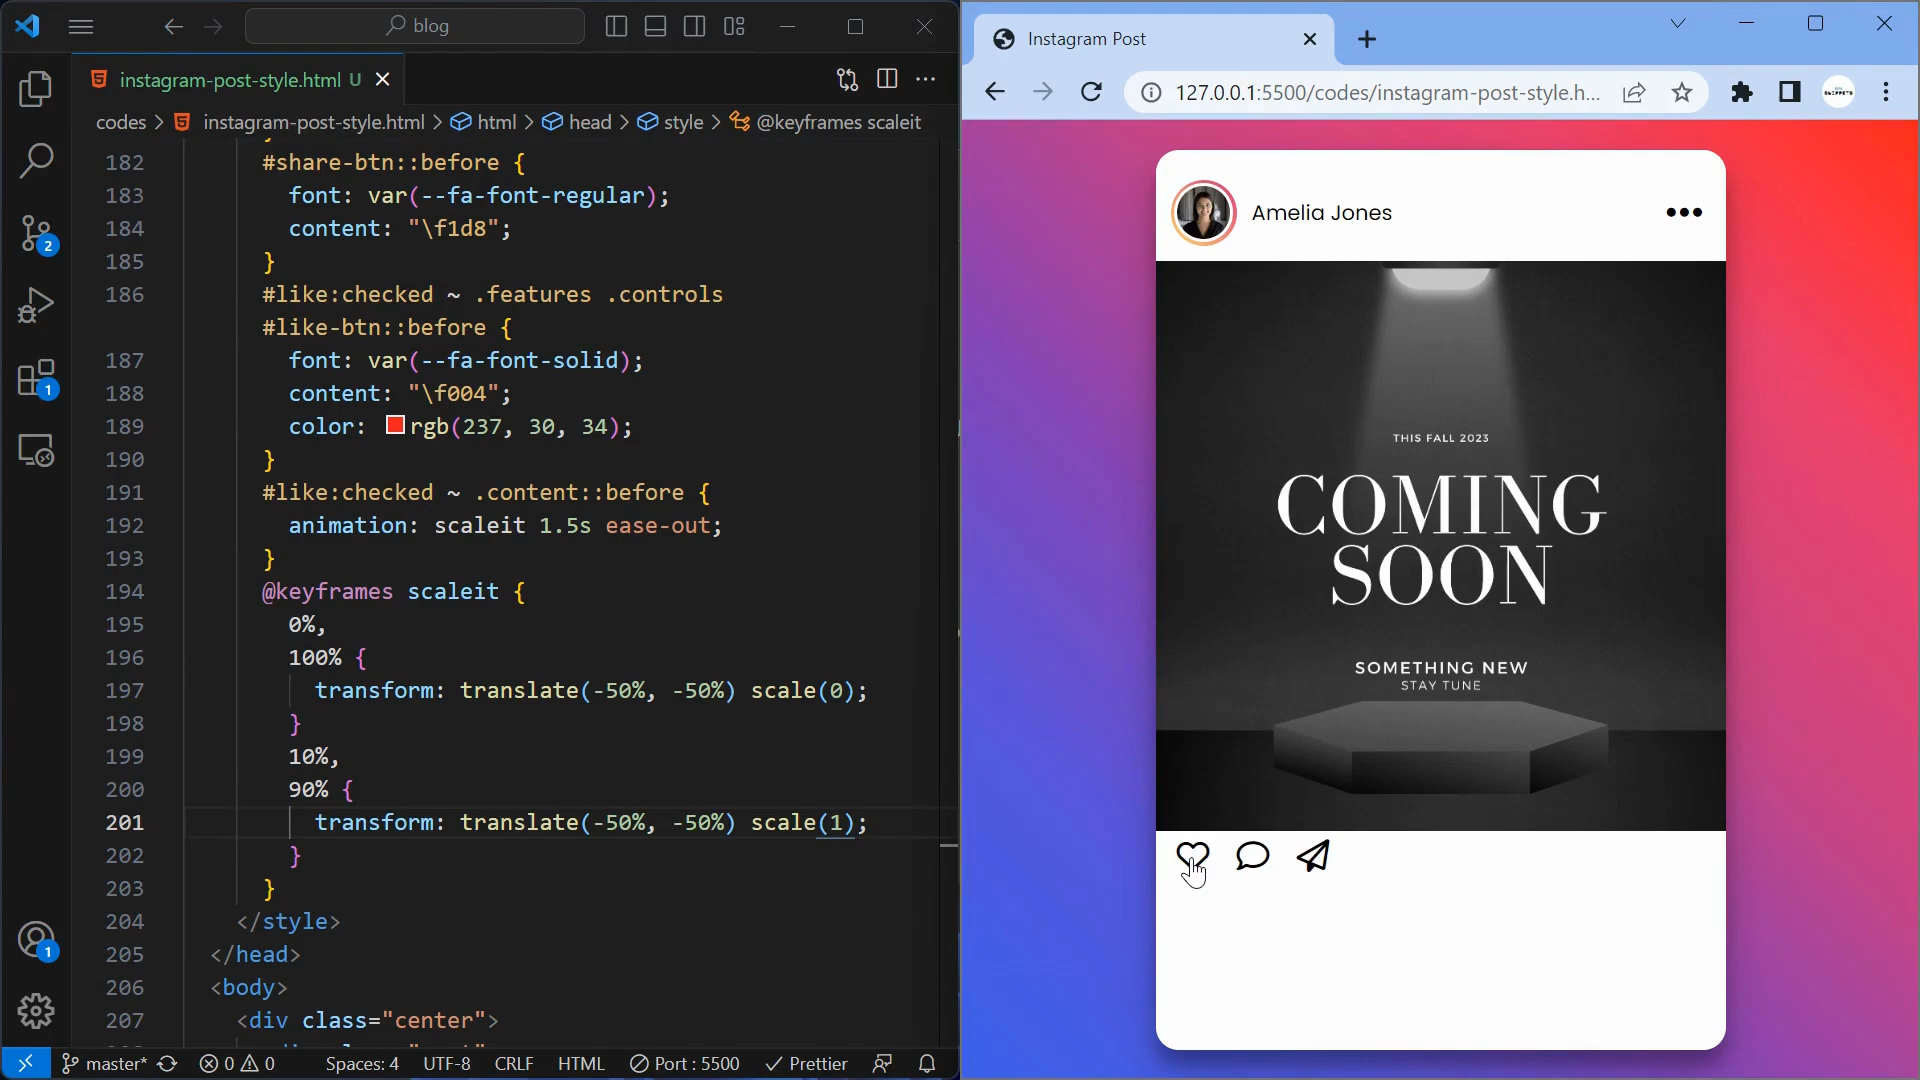 blog
instagram-post-style.html U
codes > instagram-post-style.html > html > head > style > @keyframes scaleit
182 #share-btn::before {
183 font: var(--fa-font-regular);
184 content: "\f1d8";
185 }
186 #like:checked ~ .features .controls
#like-btn::before {
187 font: var(--fa-font-solid);
188 content: "\f004";
189 color: rgb(237, 30, 34);
190 }
191 #like:checked ~ .content::before {
192 animation: scaleit 1.5s ease-out;
193 }
194 @keyframes scaleit {
195 0%,
196 100% {
197 transform: translate(-50%, -50%) scale(0);
198 }
199 10%,
200 90% {
201 transform: translate(-50%, -50%) scale(1);
202 }
203 }
204 </style>
205 </head>
206 <body>
207 <div class="center">
2
1
1
master* 0 0 Spaces: 4 UTF-8 CRLF HTML Port : 5500 Prettier
Instagram Post
127.0.0.1:5500/codes/instagram-post-style.h...
Amelia Jones
THIS FALL 2023
COMING
SOON
SOMETHING NEW
STAY TUNE